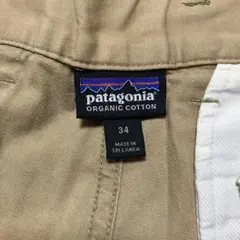 patagonia
ORGANIC COTTON
34
MADE IN
SRI LANKA